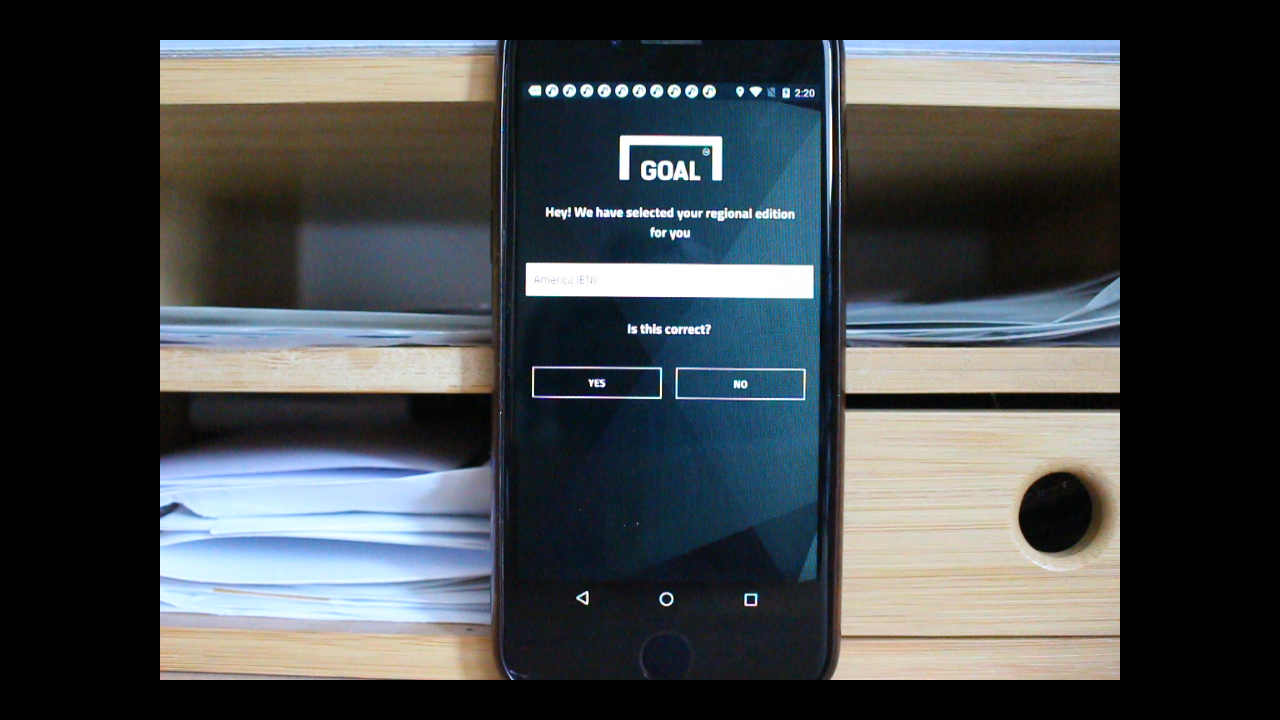 2:20
GOAL
Hey! We have selected your regional edition
for you
America (EN)
Is this correct?
YES
NO